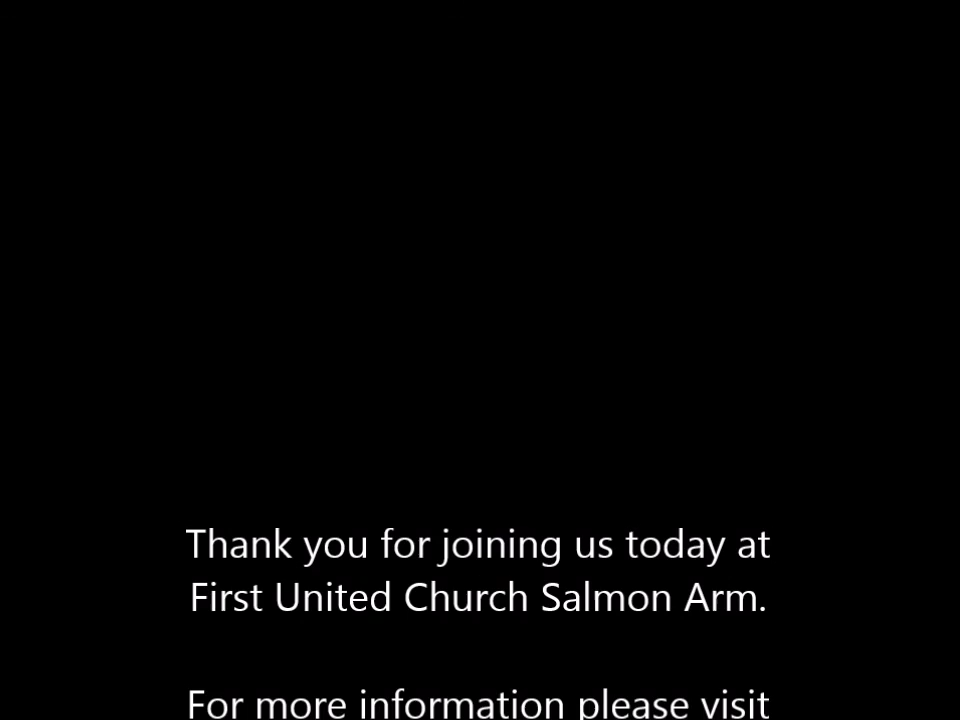 Thank you for joining us today at
First United Church Salmon Arm.
For more information please visit